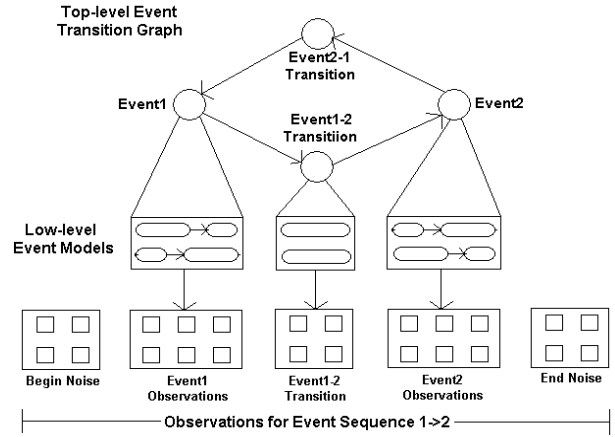 Top-level Event
Transition Graph
Event2-1
Transition
Event1
Event2
Event1-2
Transitiion
Low-level
Event Models
Begin Noise
Event1
Observations
Event1-2
Transition
Event2
Observations
End Noise
Observations for Event Sequence 1->2